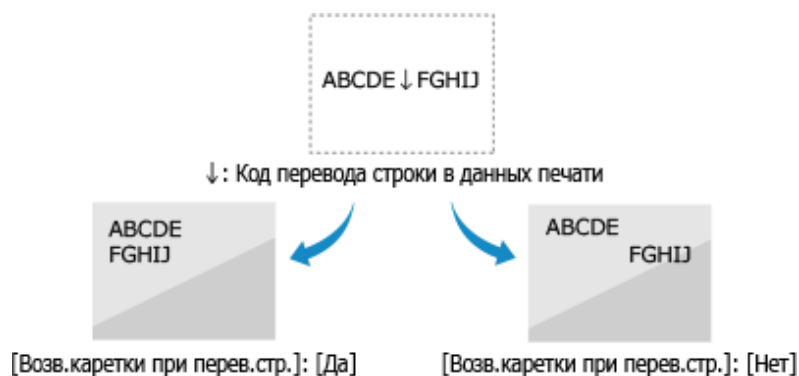 ABCDE↓FGHIJ
↓: Код перевода строки в данных печати
ABCDE
FGHIJ
ABCDE
FGHIJ
[Возв.каретки при перев.стр.]: [Да]
[Возв.каретки при перев.стр.]: [Нет]